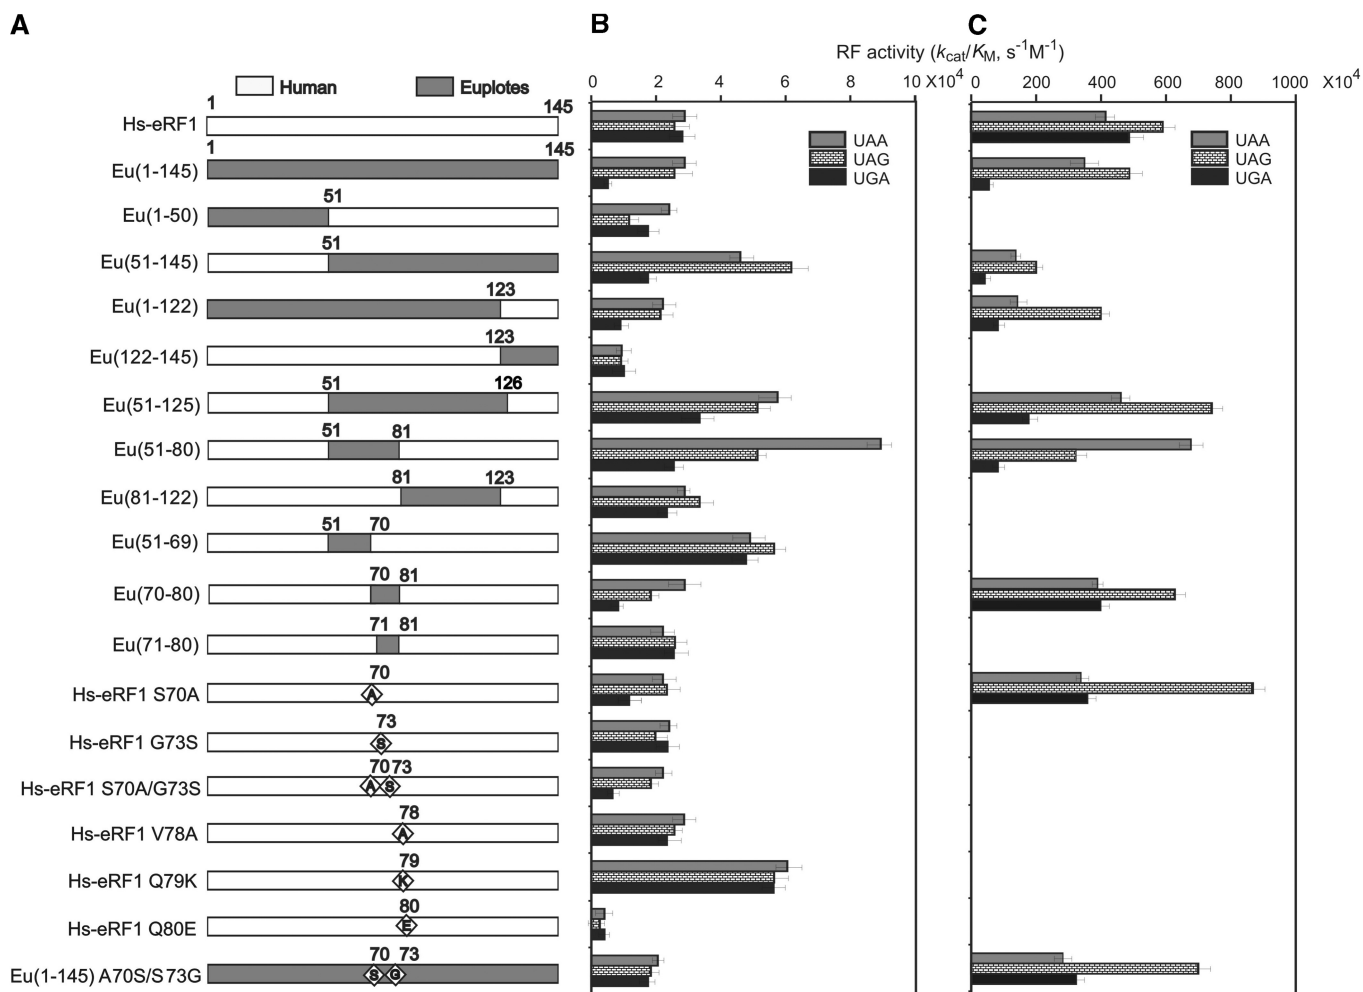 A
B
C
RF activity (kcat/KM, s-1M-1)
Human Euplotes
0 2 4 6 8 10 X10⁴
0 200 400 600 800 1000 X10⁴
1 145
Hs-eRF1
UAA
UAG
UGA
UAA
UAG
UGA
1 145
Eu(1-145)
51
Eu(1-50)
51
Eu(51-145)
123
Eu(1-122)
123
Eu(122-145)
51 126
Eu(51-125)
51 81
Eu(51-80)
81 123
Eu(81-122)
51 70
Eu(51-69)
70 81
Eu(70-80)
71 81
Eu(71-80)
70
Hs-eRF1 S70A A
73
Hs-eRF1 G73S S
70 73
Hs-eRF1 S70A/G73S A S
78
Hs-eRF1 V78A A
79
Hs-eRF1 Q79K K
80
Hs-eRF1 Q80E E
70 73
Eu(1-145) A70S/S73G S G